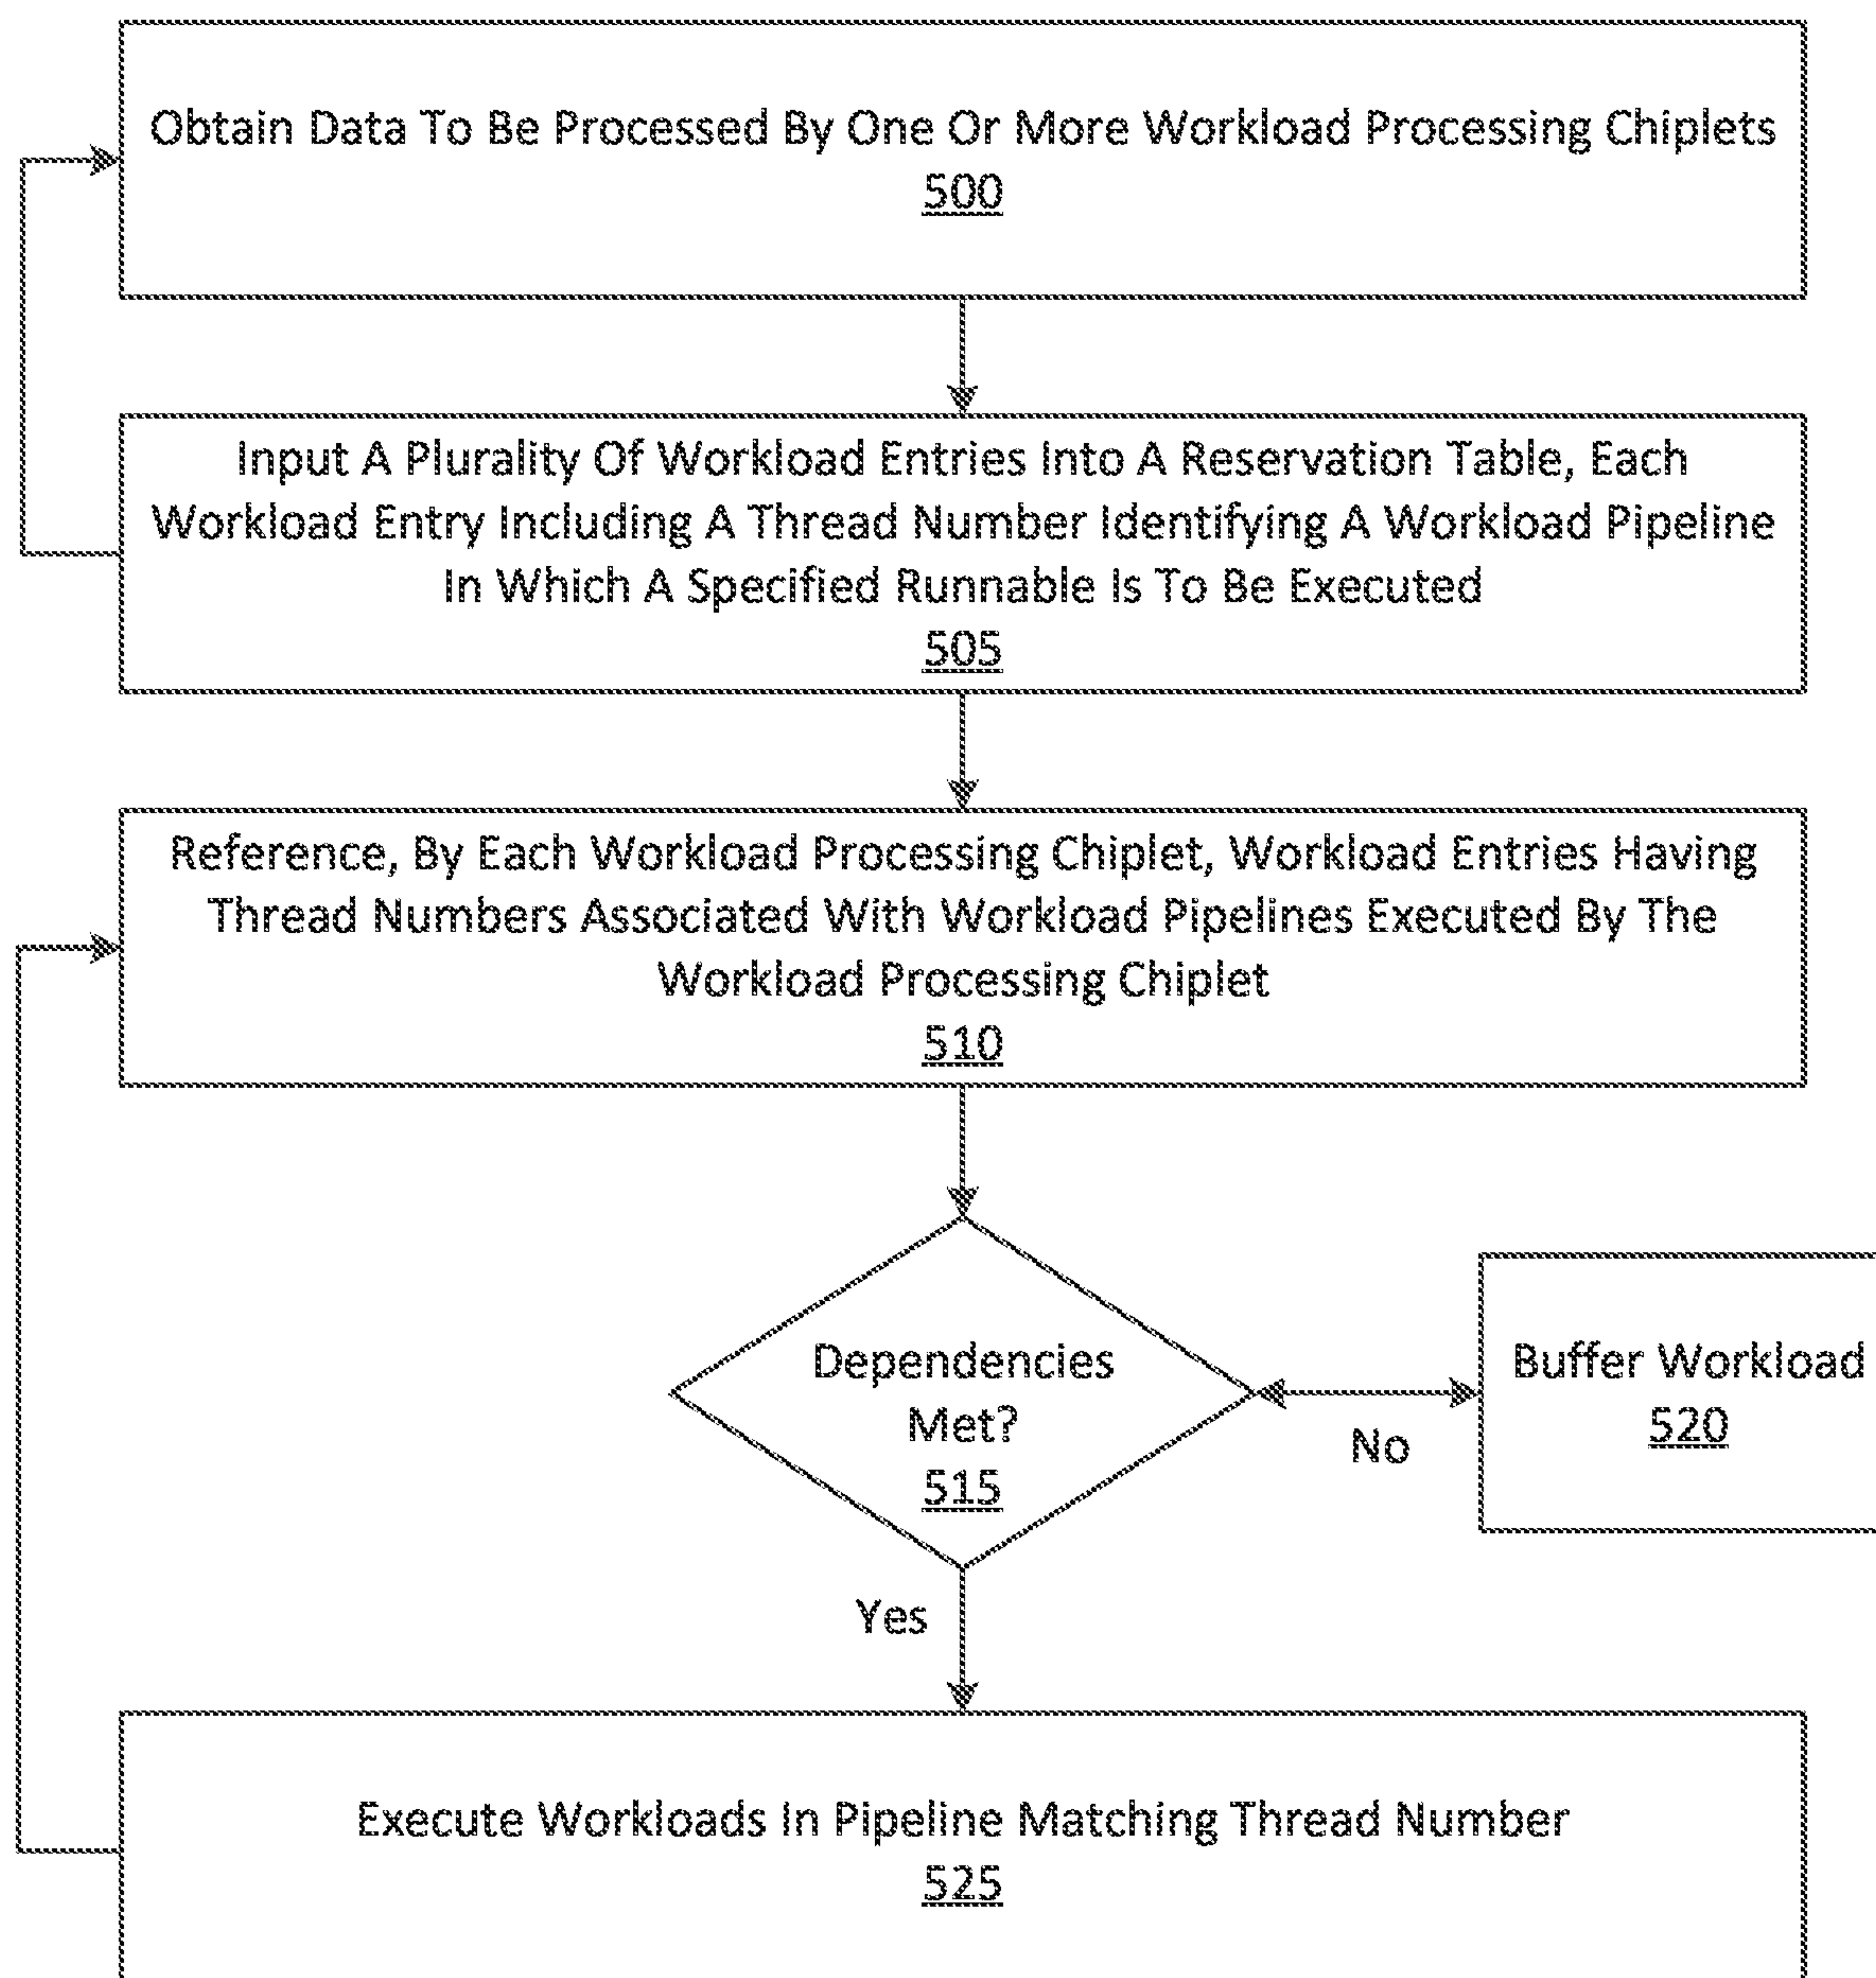 Obtain Data To Be Processed By One Or More Workload Processing Chiplets
500
Input A Plurality Of Workload Entries Into A Reservation Table, Each
Workload Entry Including A Thread Number Identifying A Workload Pipeline
In Which A Specified Runnable Is To Be Executed
505
Reference, By Each Workload Processing Chiplet, Workload Entries Having
Thread Numbers Associated With Workload Pipelines Executed By The
Workload Processing Chiplet
510
Dependencies
Met?
515
No
Buffer Workload
520
Yes
Execute Workloads In Pipeline Matching Thread Number
525